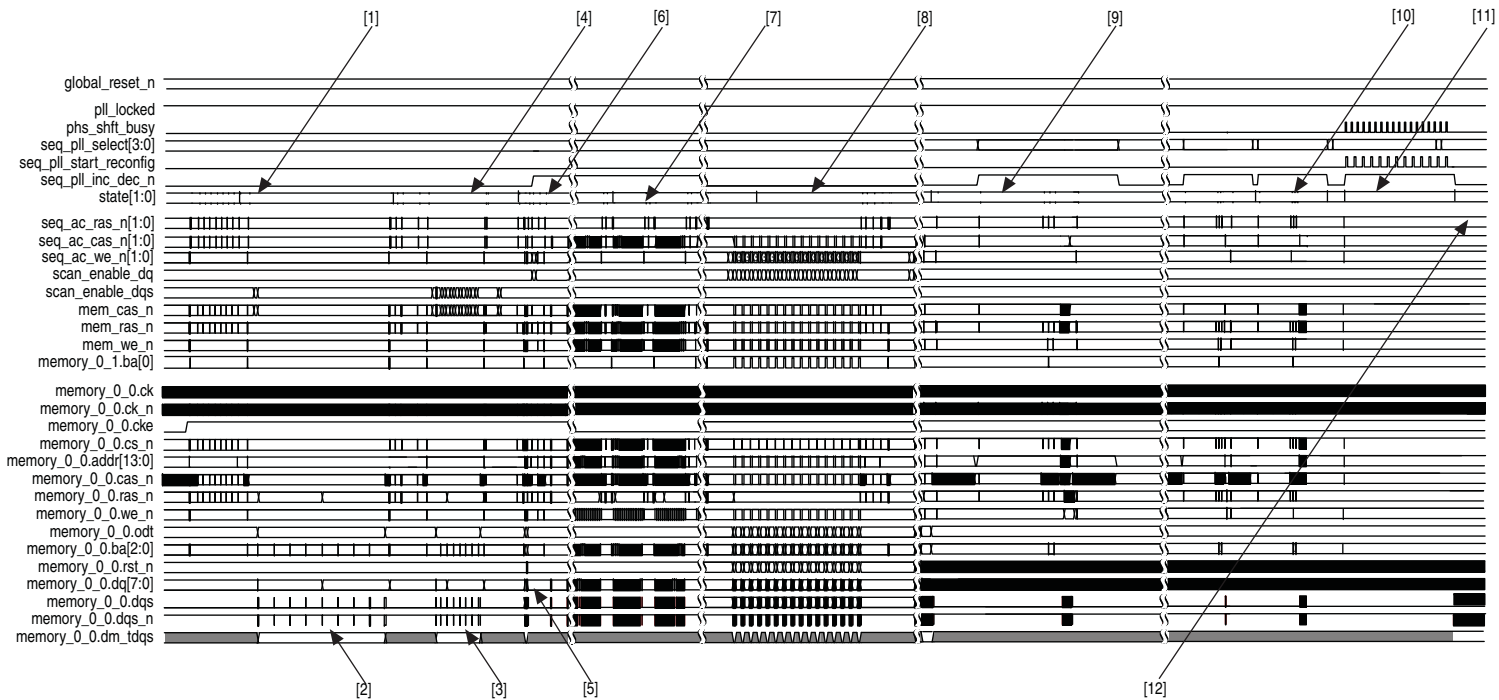 [1] [4] [6] [7] [8] [9] [10] [11]
global_reset_n
pll_locked
phs_shft_busy
seq_pll_select[3:0]
seq_pll_start_reconfig
seq_pll_inc_dec_n
state[1:0]
seq_ac_ras_n[1:0]
seq_ac_cas_n[1:0]
seq_ac_we_n[1:0]
scan_enable_dq
scan_enable_dqs
mem_cas_n
mem_ras_n
mem_we_n
memory_0_1.ba[0]
memory_0_0.ck
memory_0_0.ck_n
memory_0_0.cke
memory_0_0.cs_n
memory_0_0.addr[13:0]
memory_0_0.cas_n
memory_0_0.ras_n
memory_0_0.we_n
memory_0_0.odt
memory_0_0.ba[2:0]
memory_0_0.rst_n
memory_0_0.dq[7:0]
memory_0_0.dqs
memory_0_0.dqs_n
memory_0_0.dm_tdqs
[2] [3] [5] [12]